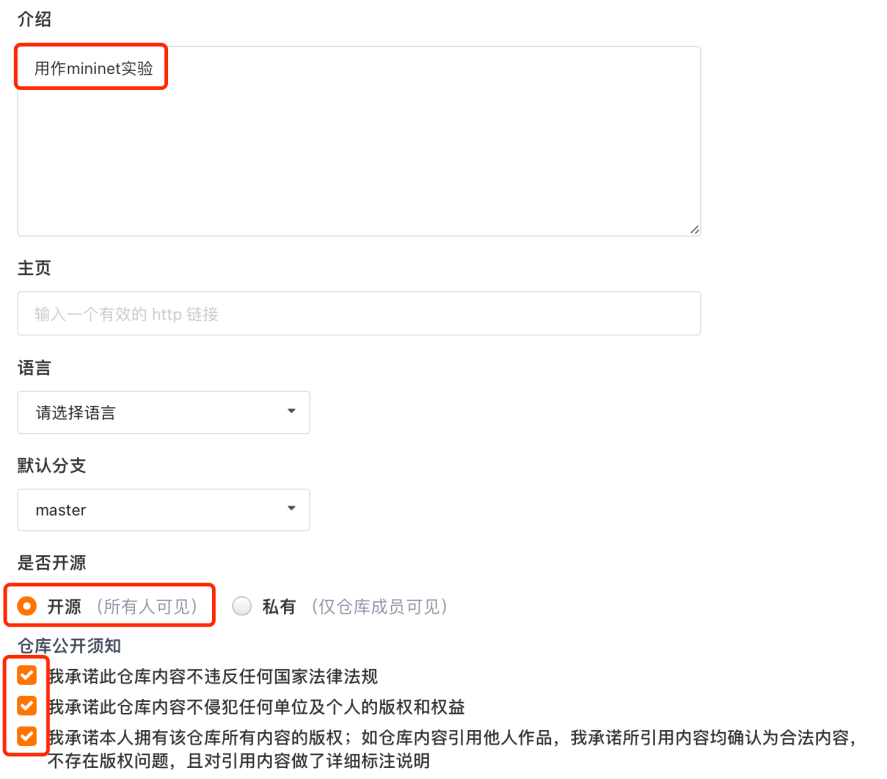 介绍
用作mininet实验
主页
输入一个有效的 http 链接
语言
请选择语言
默认分支
master
是否开源
开源 （所有人可见） 私有 （仅仓库成员可见）
仓库公开须知
我承诺此仓库内容不违反任何国家法律法规
我承诺此仓库内容不侵犯任何单位及个人的版权和权益
我承诺本人拥有该仓库所有内容的版权；如仓库内容引用他人作品，我承诺所引用内容均确认为合法内容，
不存在版权问题，且对引用内容做了详细标注说明